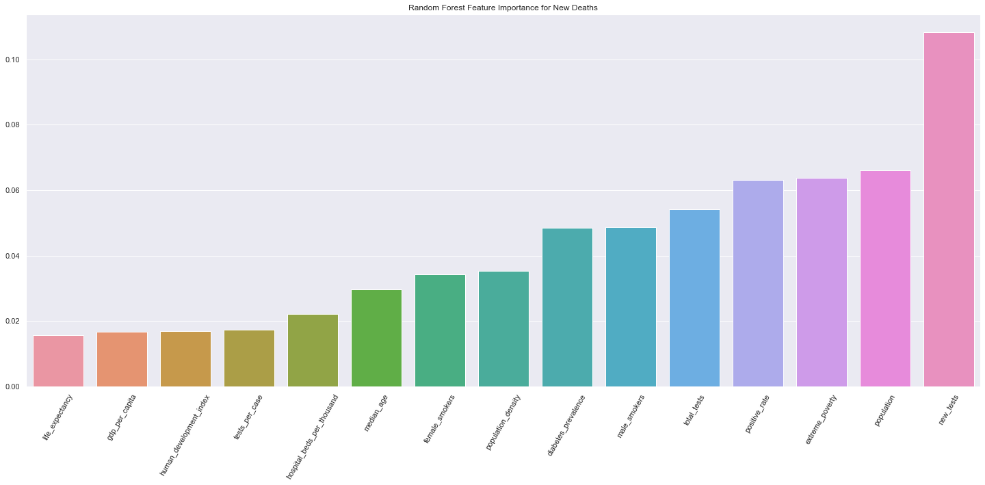 Random Forest Feature Importance for New Deaths
0.10
0.08
0.06
0.04
0.02
0.00
life_expectancy
gdp_per_capita
human_development_index
tests_per_case
hospital_beds_per_thousand
median_age
female_smokers
population_density
diabetes_prevalence
male_smokers
total_tests
positive_rate
extreme_poverty
population
new_tests